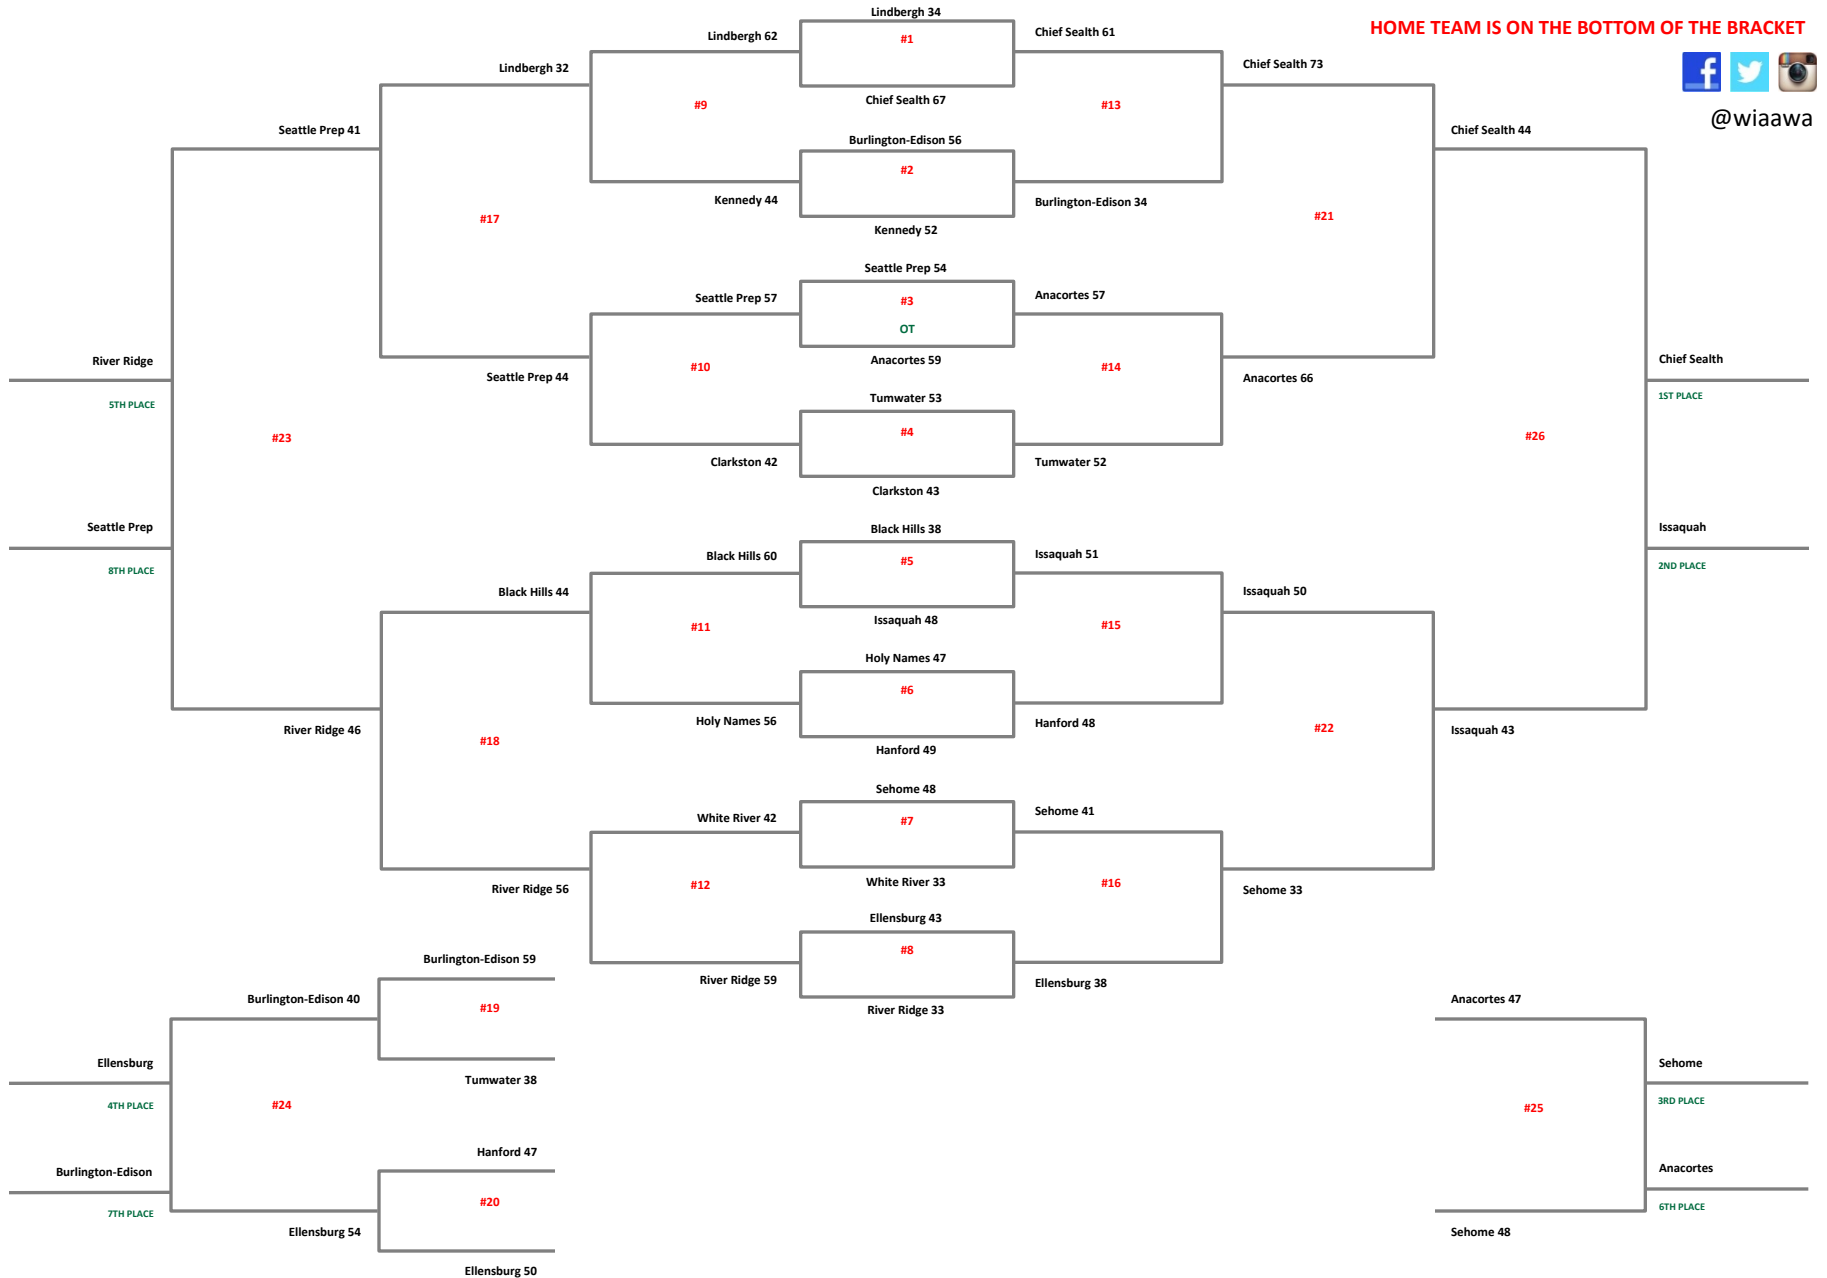 Lindbergh 34
HOME TEAM IS ON THE BOTTOM OF THE BRACKET
Lindbergh 62
#1
Chief Sealth 61
Lindbergh 32
Chief Sealth 73
#9
Chief Sealth 67
#13
@wiaawa
Seattle Prep 41
Burlington-Edison 56
Chief Sealth 44
#2
Kennedy 44
Burlington-Edison 34
#17
Kennedy 52
#21
Seattle Prep 54
Seattle Prep 57
#3
Anacortes 57
OT
River Ridge
#10
Anacortes 59
#14
Chief Sealth
Seattle Prep 44
Anacortes 66
5TH PLACE
Tumwater 53
1ST PLACE
#23
#4
#26
Clarkston 42
Tumwater 52
Clarkston 43
Seattle Prep
Black Hills 38
Issaquah
Black Hills 60
#5
Issaquah 51
8TH PLACE
2ND PLACE
Black Hills 44
Issaquah 50
#11
Issaquah 48
#15
Holy Names 47
#6
Holy Names 56
Hanford 48
River Ridge 46
#18
Hanford 49
#22
Issaquah 43
Sehome 48
White River 42
#7
Sehome 41
#12
White River 33
#16
River Ridge 56
Sehome 33
Ellensburg 43
Burlington-Edison 59
#8
River Ridge 59
Ellensburg 38
Burlington-Edison 40
#19
River Ridge 33
Anacortes 47
Ellensburg
Tumwater 38
Sehome
4TH PLACE
#24
#25
3RD PLACE
Hanford 47
Burlington-Edison
Anacortes
7TH PLACE
#20
6TH PLACE
Ellensburg 54
Sehome 48
Ellensburg 50